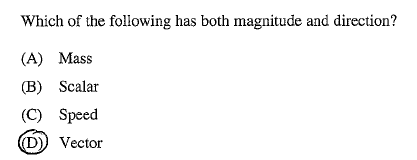 Which of the following has both magnitude and direction?
(A) Mass
(B) Scalar
(C) Speed
(D) Vector